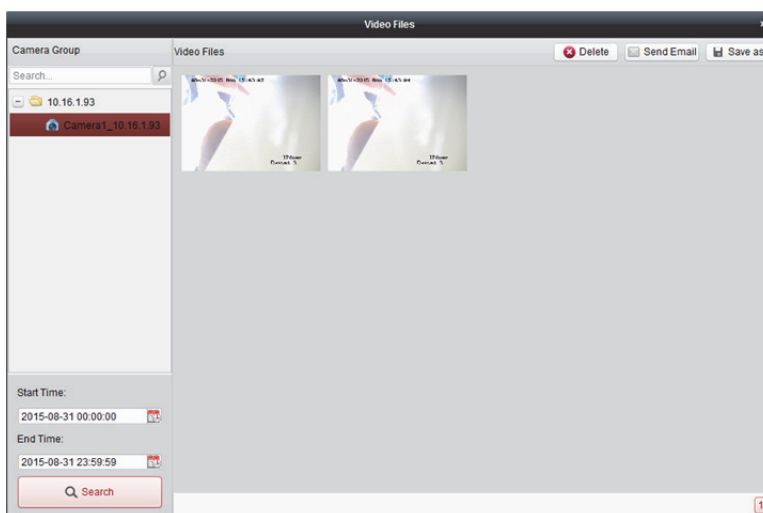 Video Files
Camera Group
Search...
10.16.1.93
Camera1_10.16.1.93
Start Time:
2015-08-31 00:00:00
End Time:
2015-08-31 23:59:59
Search
Video Files
Delete
Send Email
Save as
1